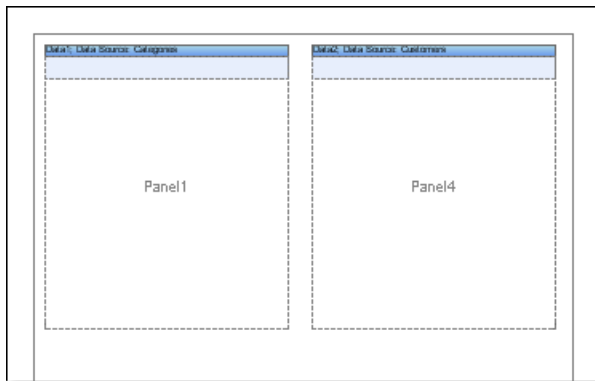 Data1; Data Source: Categories
Data2; Data Source: Customers
Panel1
Panel4